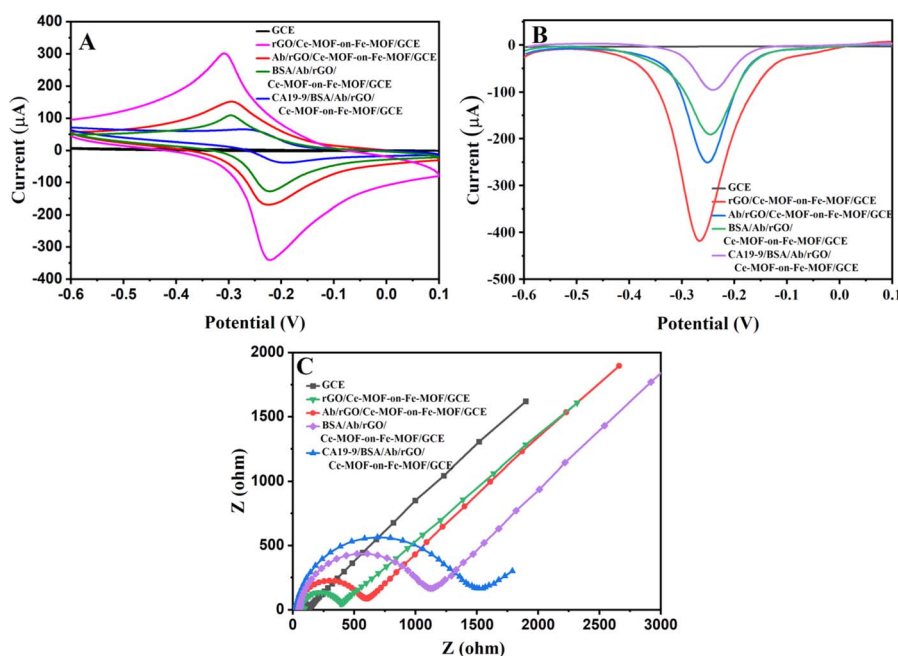 A
GCE
rGO/Ce-MOF-on-Fe-MOF/GCE
Ab/rGO/Ce-MOF-on-Fe-MOF/GCE
BSA/Ab/rGO/
Ce-MOF-on-Fe-MOF/GCE
CA19-9/BSA/Ab/rGO/
Ce-MOF-on-Fe-MOF/GCE
Current (μA)
400
300
200
100
0
-100
-200
-300
-400
-0.6 -0.5 -0.4 -0.3 -0.2 -0.1 0.0 0.1
Potential (V)
B
Current (μA)
0
-100
-200
-300
-400
-500
GCE
rGO/Ce-MOF-on-Fe-MOF/GCE
Ab/rGO/Ce-MOF-on-Fe-MOF/GCE
BSA/Ab/rGO/
Ce-MOF-on-Fe-MOF/GCE
CA19-9/BSA/Ab/rGO/
Ce-MOF-on-Fe-MOF/GCE
-0.6 -0.5 -0.4 -0.3 -0.2 -0.1 0.0 0.1
Potential (V)
C
GCE
rGO/Ce-MOF-on-Fe-MOF/GCE
Ab/rGO/Ce-MOF-on-Fe-MOF/GCE
BSA/Ab/rGO/
Ce-MOF-on-Fe-MOF/GCE
CA19-9/BSA/Ab/rGO/
Ce-MOF-on-Fe-MOF/GCE
Z (ohm)
2000
1500
1000
500
0
0 500 1000 1500 2000 2500 3000
Z (ohm)